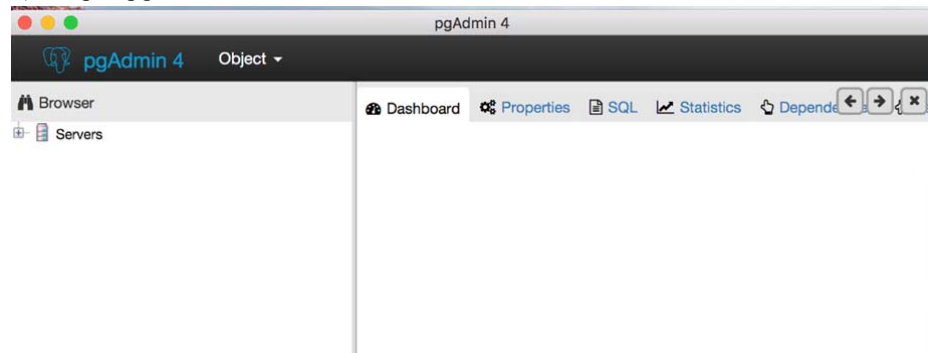 pgAdmin 4
pgAdmin 4 Object
Browser
Dashboard Properties SQL Statistics
Servers